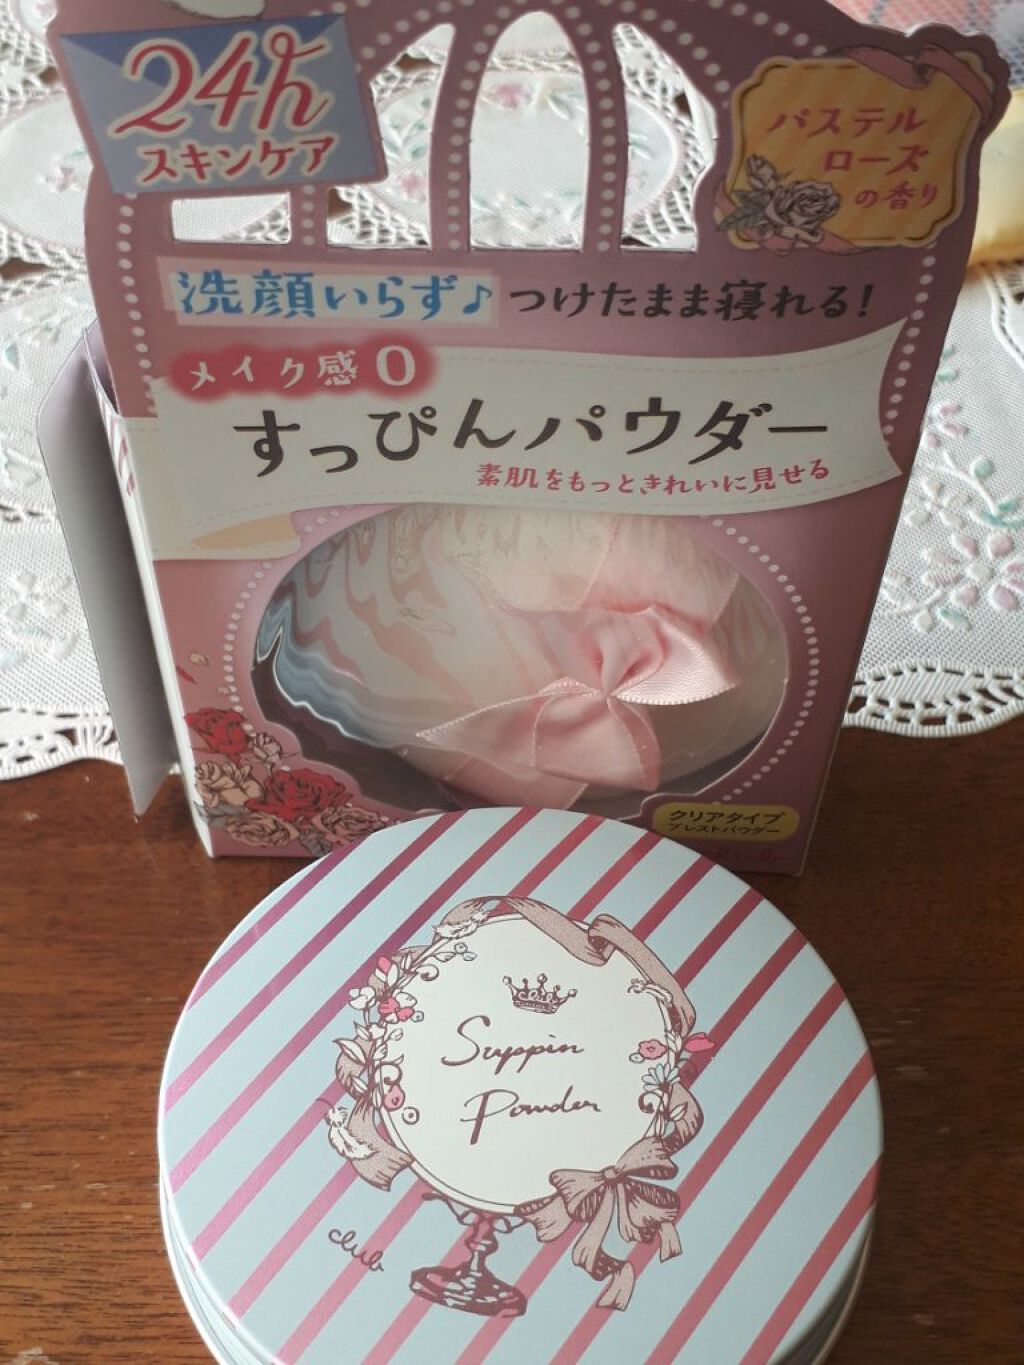 24h
スキンケア
パステル
ローズ
の香り
洗顔いらず♪ つけたまま寝れる!
メイク感0
すっぴんパウダー
素肌をもっときれいに見せる
クリアタイプ
プレストパウダー
Suppin
Powder
club